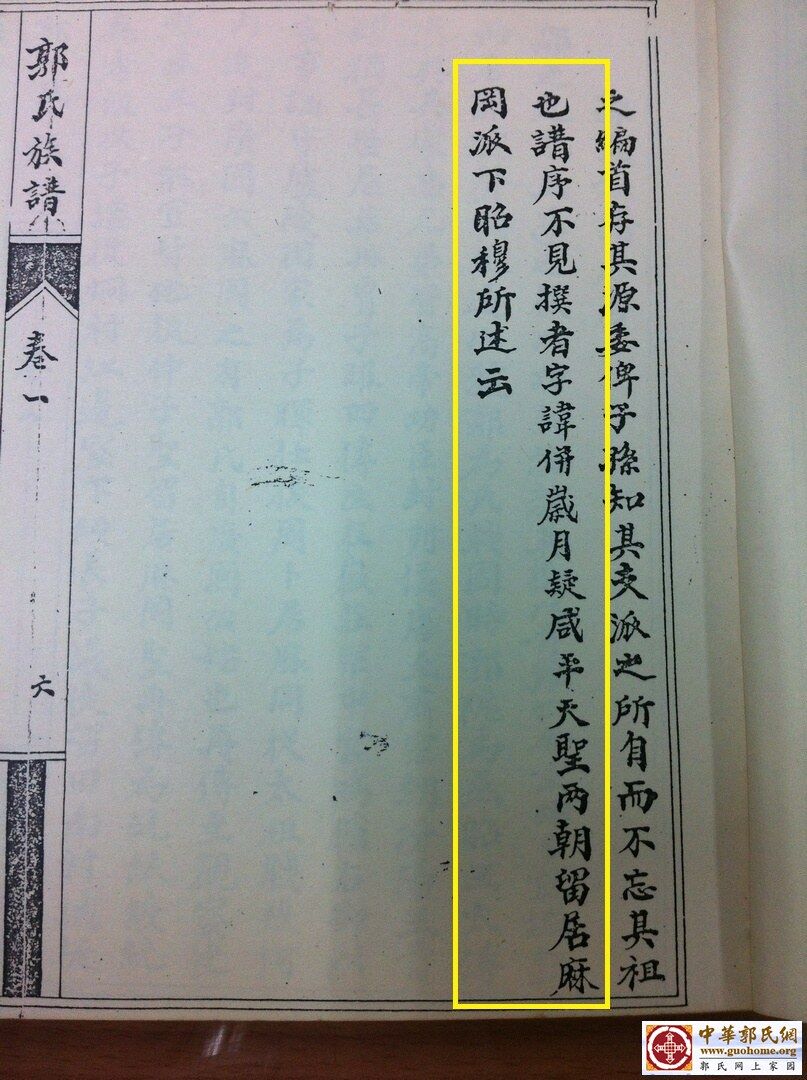 之編首存其源委俾子孫知其支派之所自而不忘其祖
也譜序不見撰者字諱併歲月疑咸平天聖兩朝留居麻
岡派下昭穆所述云
郭氏族譜
卷一
六
中華郭氏網
www.guohome.org
郭氏网上家园